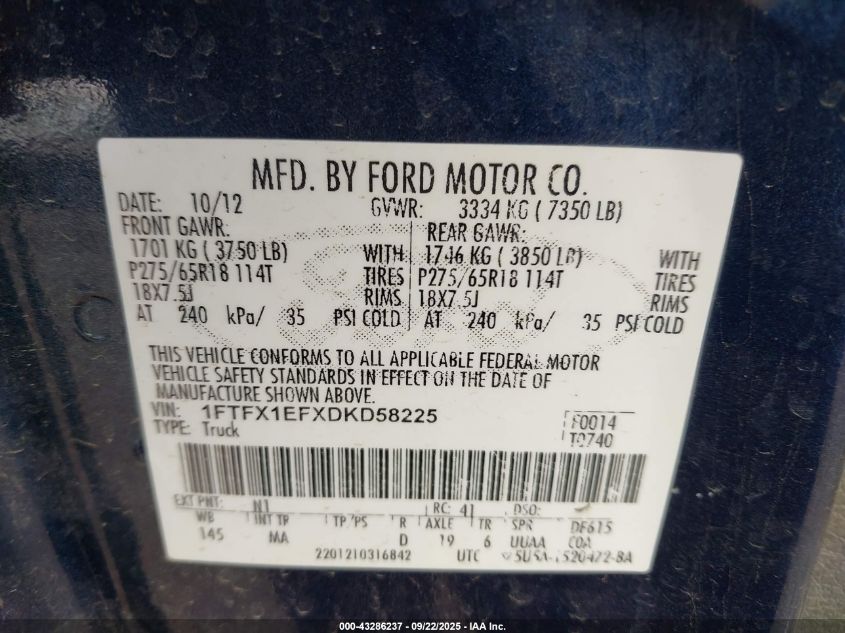 MFD. BY FORD MOTOR CO.
DATE: 10/12 GVWR: 3334 KG ( 7350 LB)
FRONT GAWR: REAR GAWR:
1701 KG ( 3750 LB) WITH 1746 KG ( 3850 LB) WITH
P275/65R18 114T TIRES P275/65R18 114T TIRES
18X7.5J RIMS 18X7.5J RIMS
AT 240 kPa/ 35 PSI COLD AT 240 kPa/ 35 PSI COLD
THIS VEHICLE CONFORMS TO ALL APPLICABLE FEDERAL MOTOR
VEHICLE SAFETY STANDARDS IN EFFECT ON THE DATE OF
MANUFACTURE SHOWN ABOVE.
VIN: 1FTFX1EFXDKD58225 F0014
TYPE: Truck T0740
EXT PNT: N1 RC: 41 DSO:
WB INT TR TP/PS R AXLE TR SPR DF615
145 MA D 19 6 UUAA COA
2201210316842 UTC
000-43286237 - 09/22/2025 - IAA Inc.